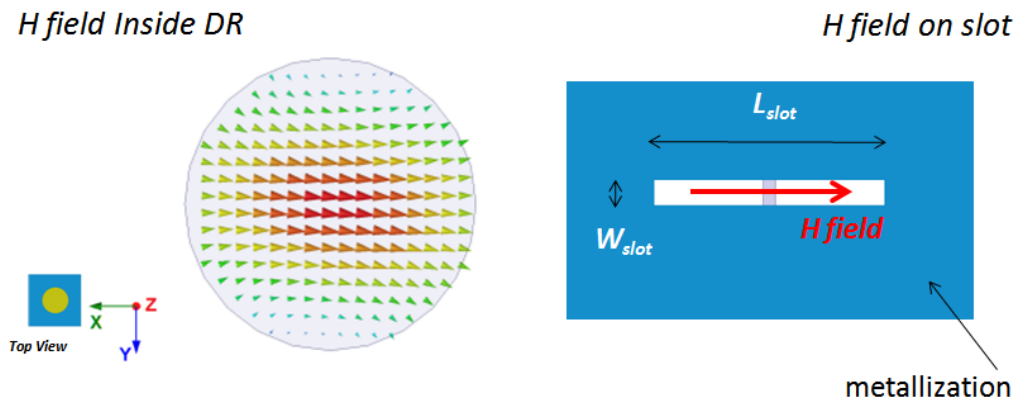 H field Inside DR
H field on slot
L_slot
W_slot
H field
Z
X
Y
Top View
metallization